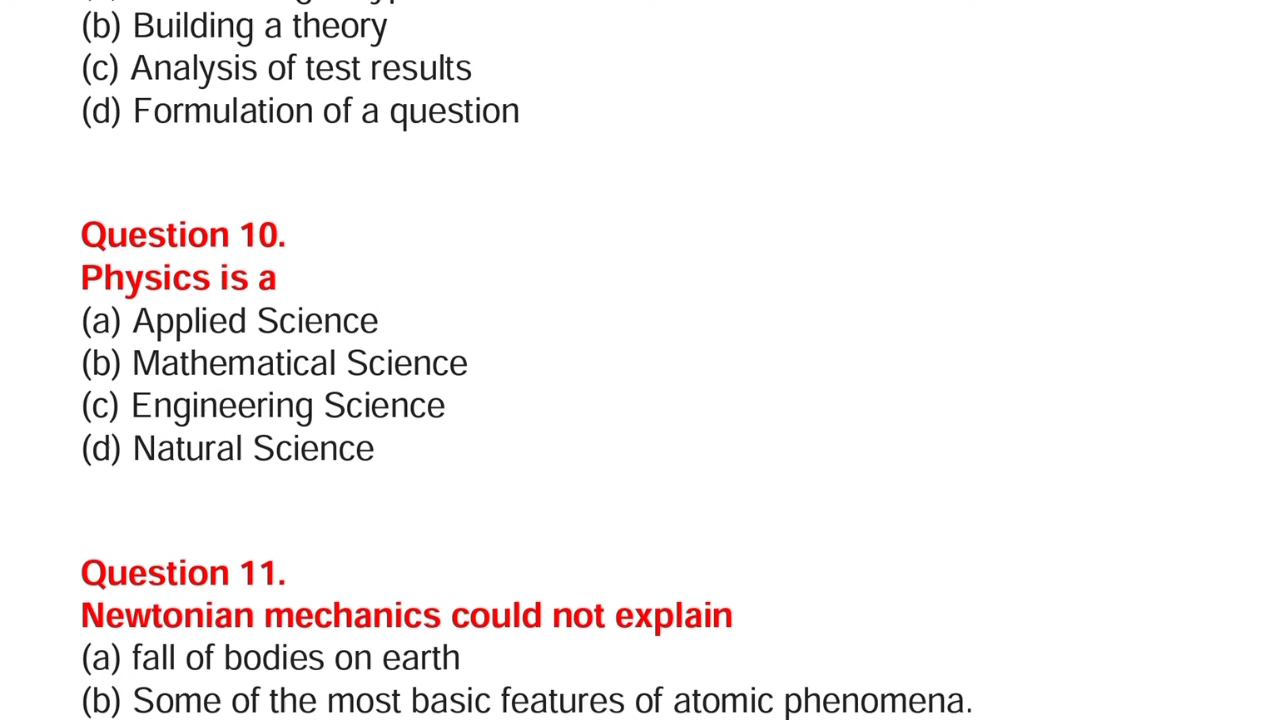 (b) Building a theory
(c) Analysis of test results
(d) Formulation of a question
Question 10.
Physics is a
(a) Applied Science
(b) Mathematical Science
(c) Engineering Science
(d) Natural Science
Question 11.
Newtonian mechanics could not explain
(a) fall of bodies on earth
(b) Some of the most basic features of atomic phenomena.